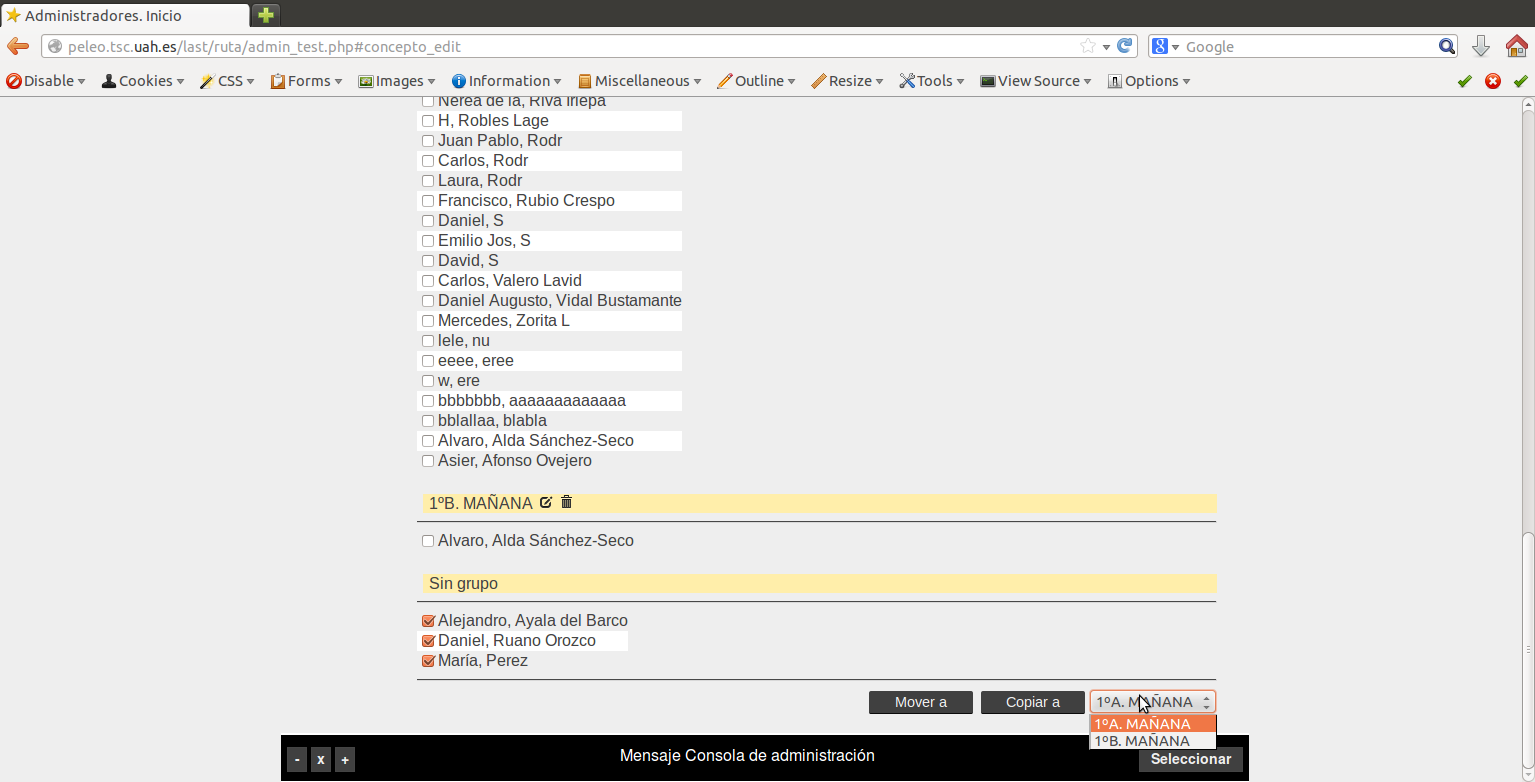 Administradores. Inicio
peleo.tsc.uah.es/last/ruta/admin_test.php#concepto_edit
Google
Disable Cookies CSS Forms Images Information Miscellaneous Outline Resize Tools View Source Options
Nerea de la, Riva Iriepa
H, Robles Lage
Juan Pablo, Rodr
Carlos, Rodr
Laura, Rodr
Francisco, Rubio Crespo
Daniel, S
Emilio Jos, S
David, S
Carlos, Valero Lavid
Daniel Augusto, Vidal Bustamante
Mercedes, Zorita L
lele, nu
eeee, eree
w, ere
bbbbbbb, aaaaaaaaaaaaa
bblallaa, blabla
Alvaro, Alda Sánchez-Seco
Asier, Afonso Ovejero
1ºB. MAÑANA
Alvaro, Alda Sánchez-Seco
Sin grupo
Alejandro, Ayala del Barco
Daniel, Ruano Orozco
María, Perez
Mover a Copiar a 1ºA. MAÑANA
1ºA. MAÑANA
1ºB. MAÑANA
- x + Mensaje Consola de administración Seleccionar